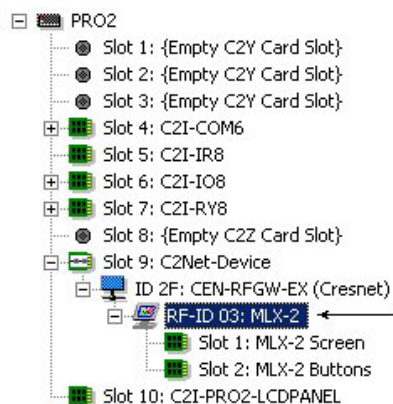 PRO2
Slot 1: {Empty C2Y Card Slot}
Slot 2: {Empty C2Y Card Slot}
Slot 3: {Empty C2Y Card Slot}
Slot 4: C2I-COM6
Slot 5: C2I-IR8
Slot 6: C2I-IO8
Slot 7: C2I-RY8
Slot 8: {Empty C2Z Card Slot}
Slot 9: C2Net-Device
ID 2F: CEN-RFGW-EX (Cresnet)
RF-ID 03: MLX-2
Slot 1: MLX-2 Screen
Slot 2: MLX-2 Buttons
Slot 10: C2I-PRO2-LCDPANEL